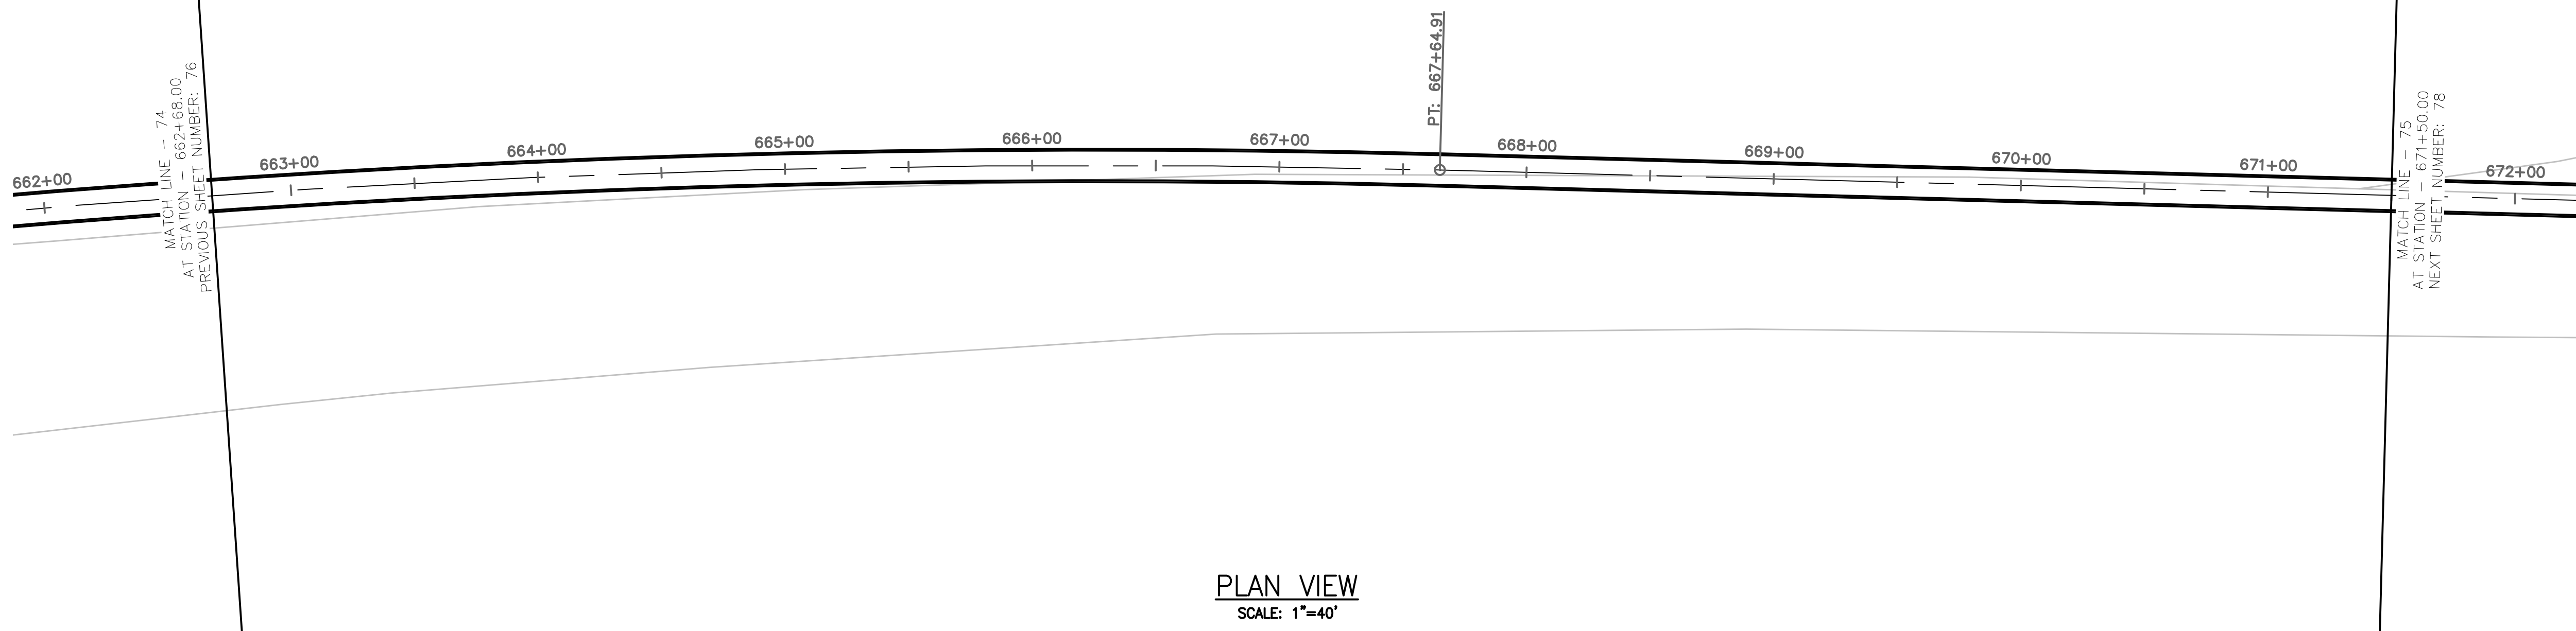 MATCH LINE - 74
AT STATION - 662+68.00
PREVIOUS SHEET NUMBER: 76
662+00
663+00
664+00
665+00
666+00
667+00
PT: 667+64.91
668+00
669+00
670+00
671+00
672+00
MATCH LINE - 75
AT STATION - 671+50.00
NEXT SHEET NUMBER: 78
PLAN VIEW
SCALE: 1"=40'